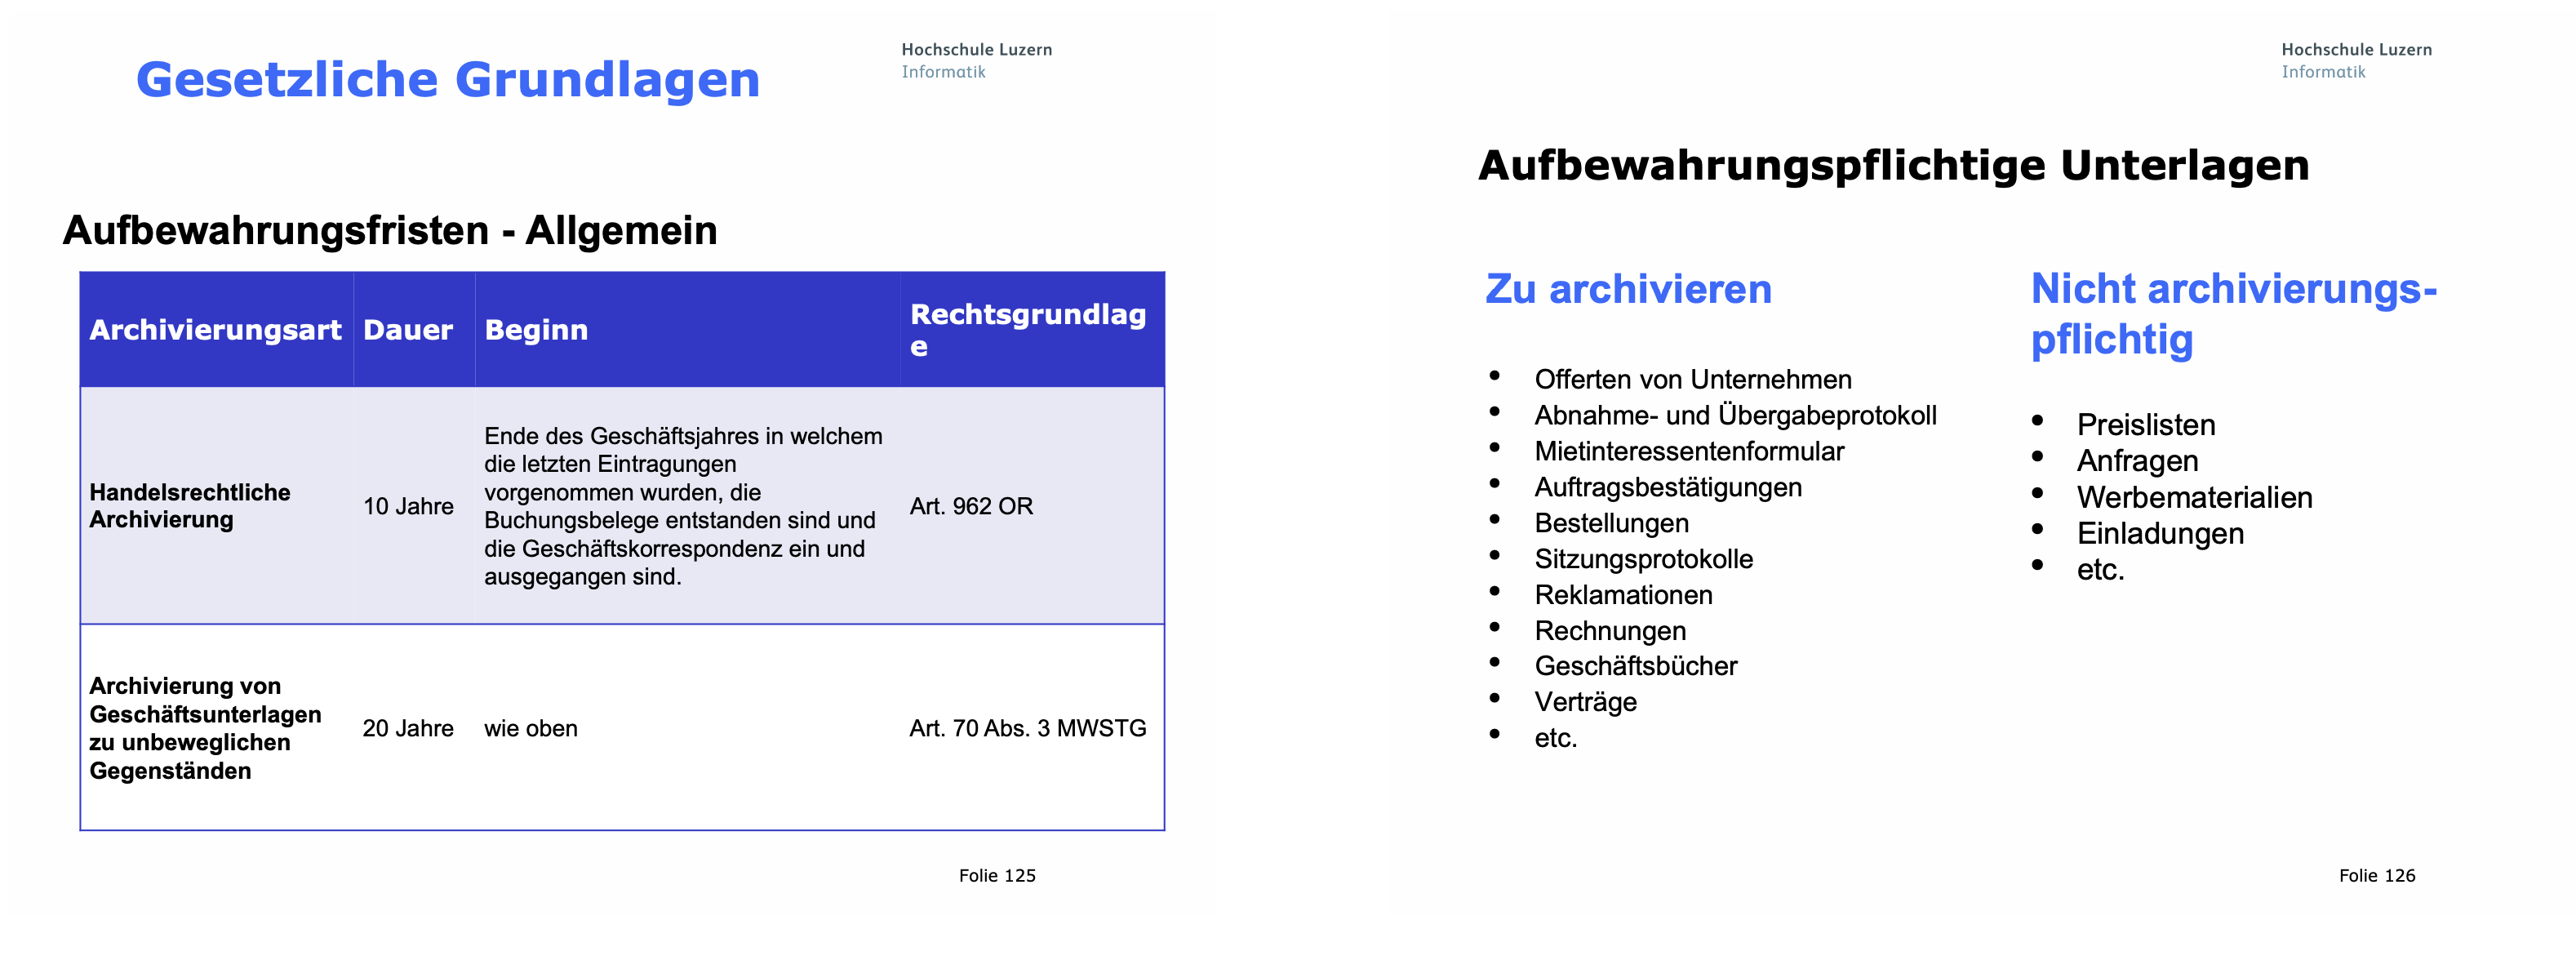 Gesetzliche Grundlagen
Hochschule Luzern
Informatik
Aufbewahrungsfristen - Allgemein
Archivierungsart
Dauer
Beginn
Rechtsgrundlag
e
Handelsrechtliche
Archivierung
10 Jahre
Ende des Geschäftsjahres in welchem
die letzten Eintragungen
vorgenommen wurden, die
Buchungsbelege entstanden sind und
die Geschäftskorrespondenz ein und
ausgegangen sind.
Art. 962 OR
Archivierung von
Geschäftsunterlagen
zu unbeweglichen
Gegenständen
20 Jahre
wie oben
Art. 70 Abs. 3 MWSTG
Folie 125
Hochschule Luzern
Informatik
Aufbewahrungspflichtige Unterlagen
Zu archivieren
• Offerten von Unternehmen
• Abnahme- und Übergabeprotokoll
• Mietinteressentenformular
• Auftragsbestätigungen
• Bestellungen
• Sitzungsprotokolle
• Reklamationen
• Rechnungen
• Geschäftsbücher
• Verträge
• etc.
Nicht archivierungs-
pflichtig
• Preislisten
• Anfragen
• Werbematerialien
• Einladungen
• etc.
Folie 126